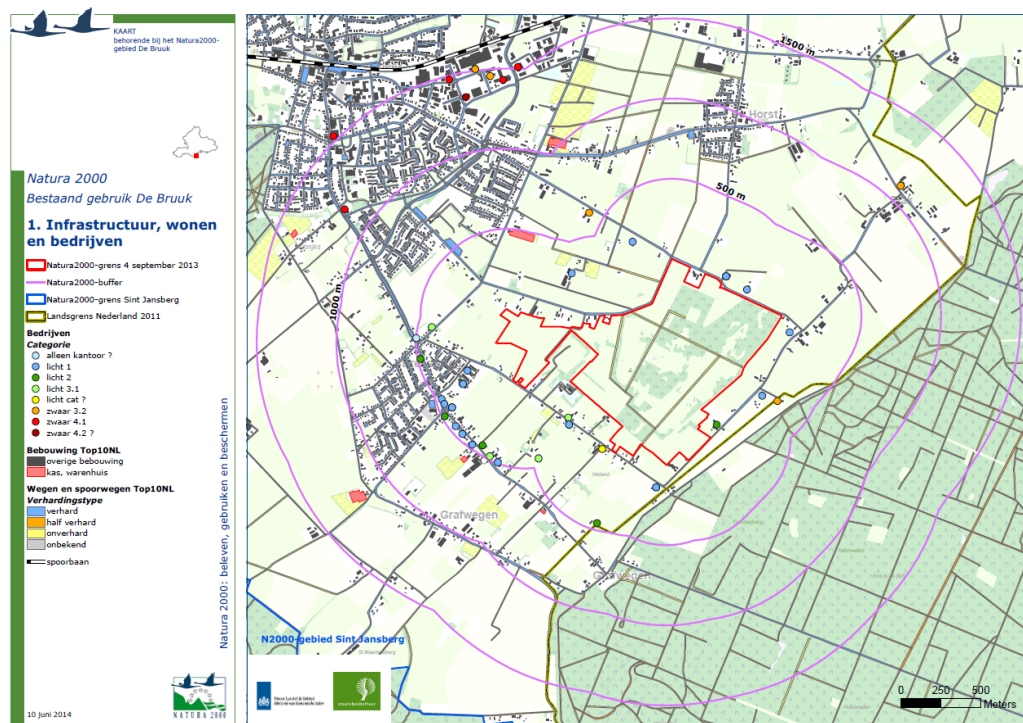 KAART
behorende bij het Natura2000-
gebied De Bruuk
Natura 2000
Bestaand gebruik De Bruuk
1. Infrastructuur, wonen
en bedrijven
Natura2000-grens 4 september 2013
Natura2000-buffer
Natura2000-grens Sint Jansberg
Landsgrens Nederland 2011
Bedrijven
Categorie
alleen kantoor ?
licht 1
licht 2
licht 3.1
licht cat ?
zwaar 3.2
zwaar 4.1
zwaar 4.2 ?
Bebouwing Top10NL
overige bebouwing
kas, warenhuis
Wegen en spoorwegen Top10NL
Verhardingstype
verhard
half verhard
onverhard
onbekend
spoorbaan
Natura 2000: beleven, gebruiken en beschermen
NATURA 2000
10 juni 2014
1500 m
Horst
500 m
1000 m
Grafwegen
Grafwegen
N2000-gebied Sint Jansberg
staatsbosbeheer
0 250 500
Meters